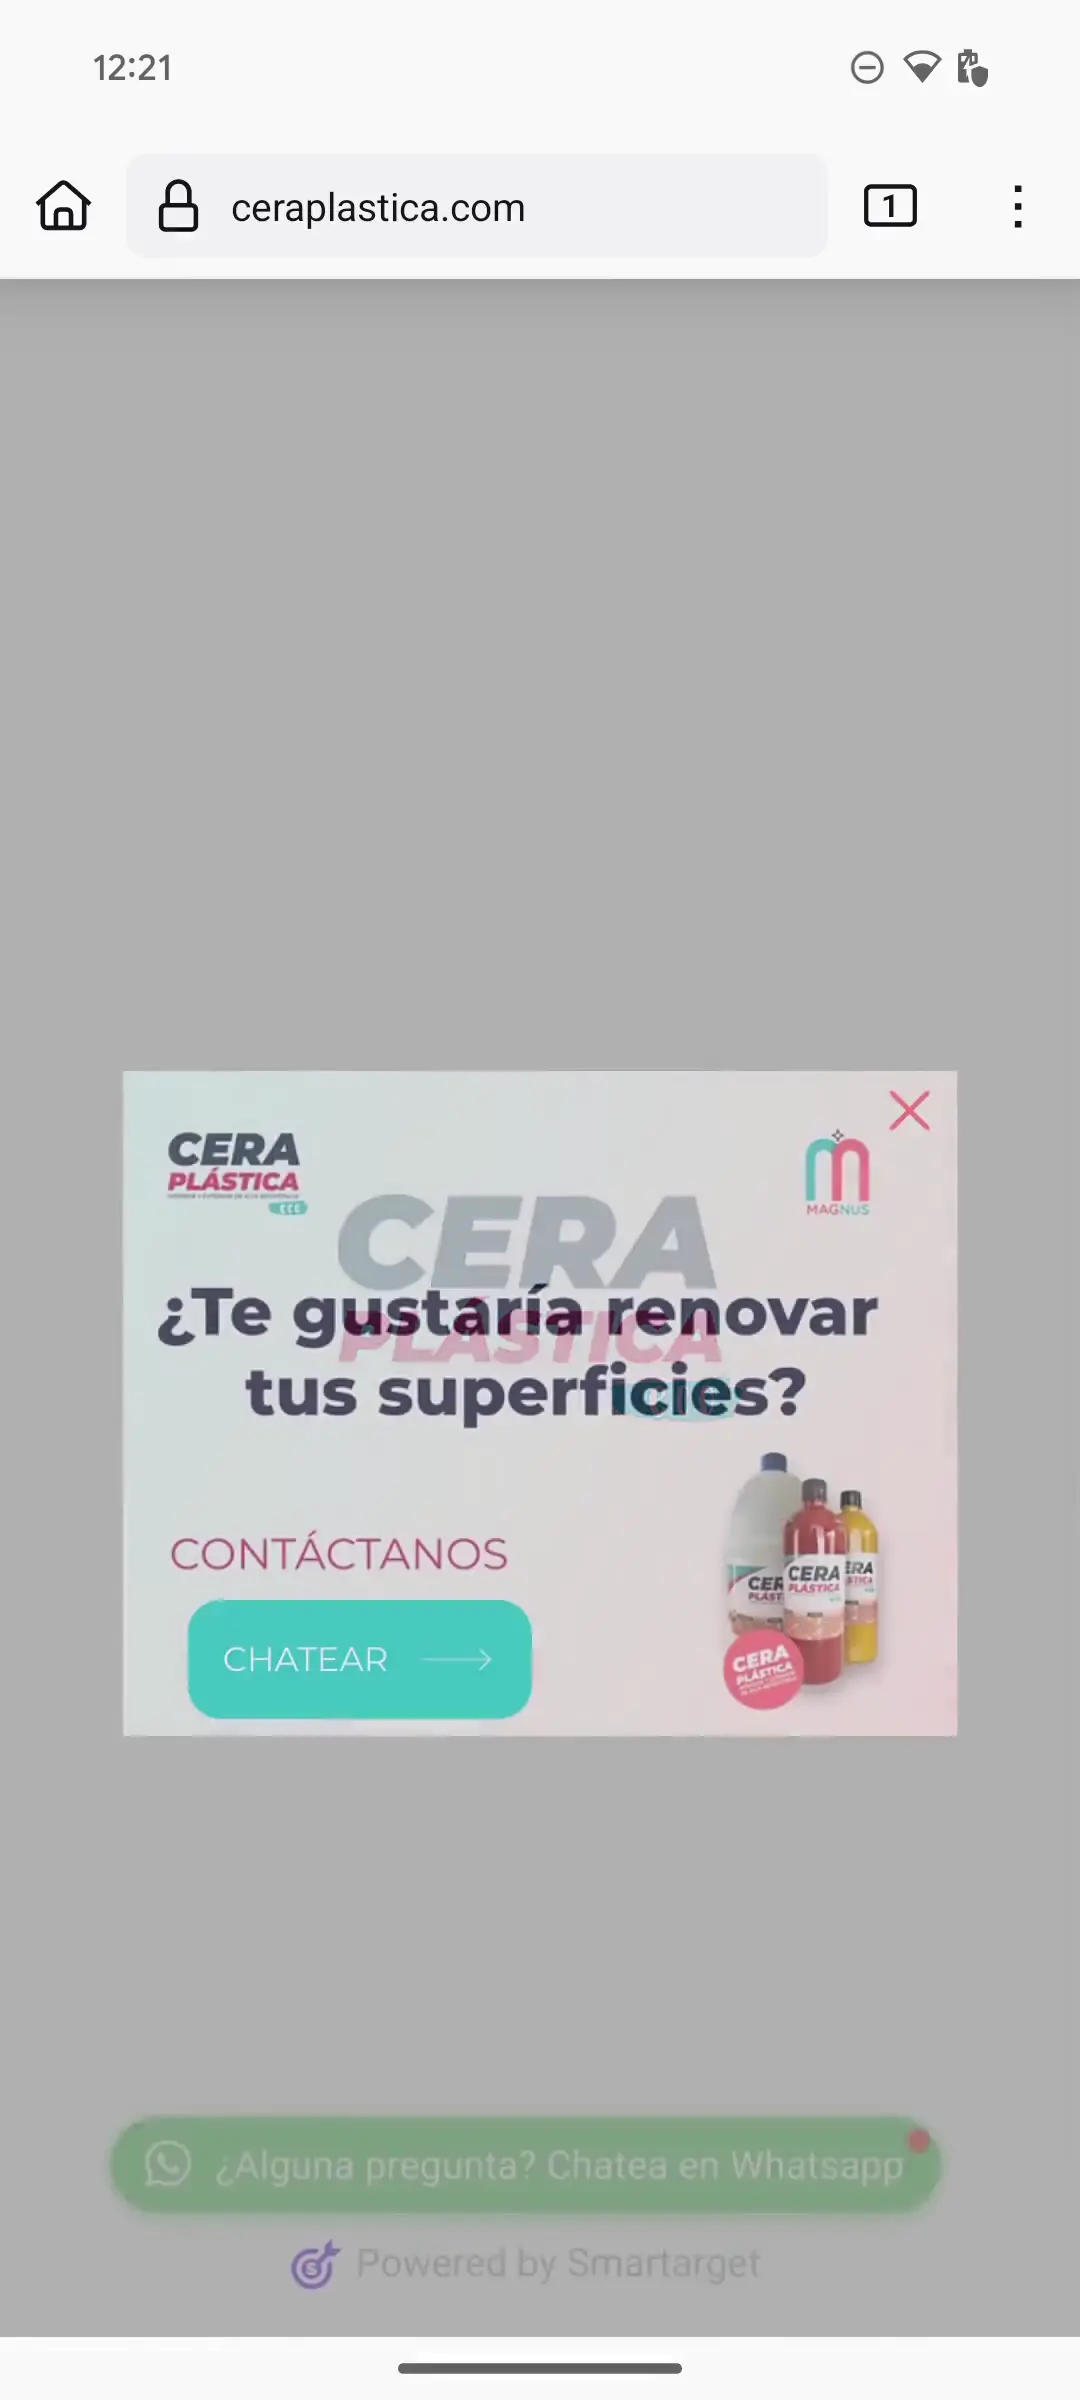 12:21
ceraplastica.com
1
CERA
PLÁSTICA
MAGNUS
CERA
PLÁSTICA
¿Te gustaría renovar
tus superficies?
CONTÁCTANOS
CHATEAR
CERA
PLÁSTICA
CERA
PLÁSTICA
¿Alguna pregunta? Chatea en Whatsapp
Powered by Smartarget